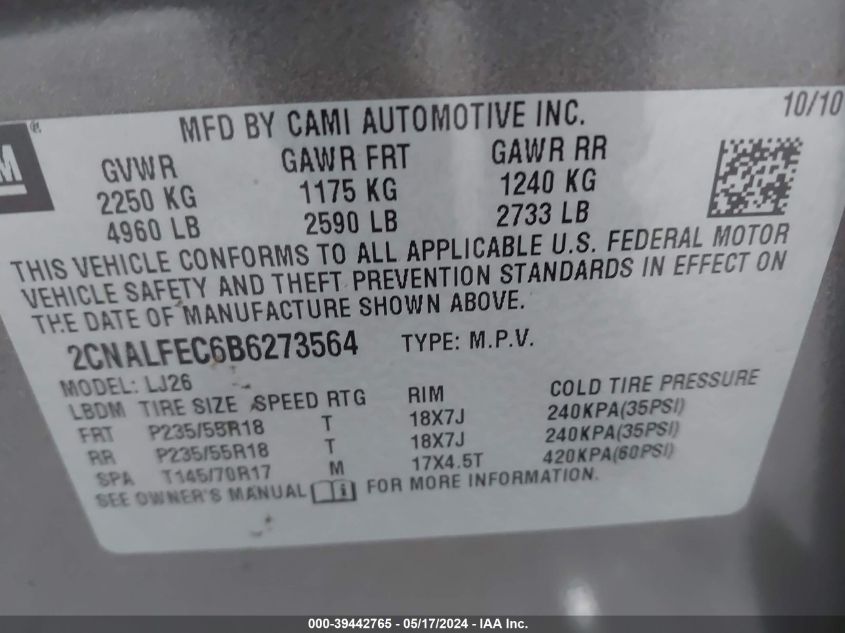 M ®
10/10
MFD BY CAMI AUTOMOTIVE INC.
GVWR GAWR FRT GAWR RR
2250 KG 1175 KG 1240 KG
4960 LB 2590 LB 2733 LB
THIS VEHICLE CONFORMS TO ALL APPLICABLE U.S. FEDERAL MOTOR
VEHICLE SAFETY AND THEFT PREVENTION STANDARDS IN EFFECT ON
THE DATE OF MANUFACTURE SHOWN ABOVE.
2CNALFEC6B6273564 TYPE: M.P.V.
MODEL: LJ26
LBDM TIRE SIZE SPEED RTG RIM COLD TIRE PRESSURE
FRT P235/55R18 T 18X7J 240KPA(35PSI)
RR P235/55R18 T 18X7J 240KPA(35PSI)
SPA T145/70R17 M 17X4.5T 420KPA(60PSI)
SEE OWNER'S MANUAL i FOR MORE INFORMATION.
000-39442765 - 05/17/2024 - IAA Inc.